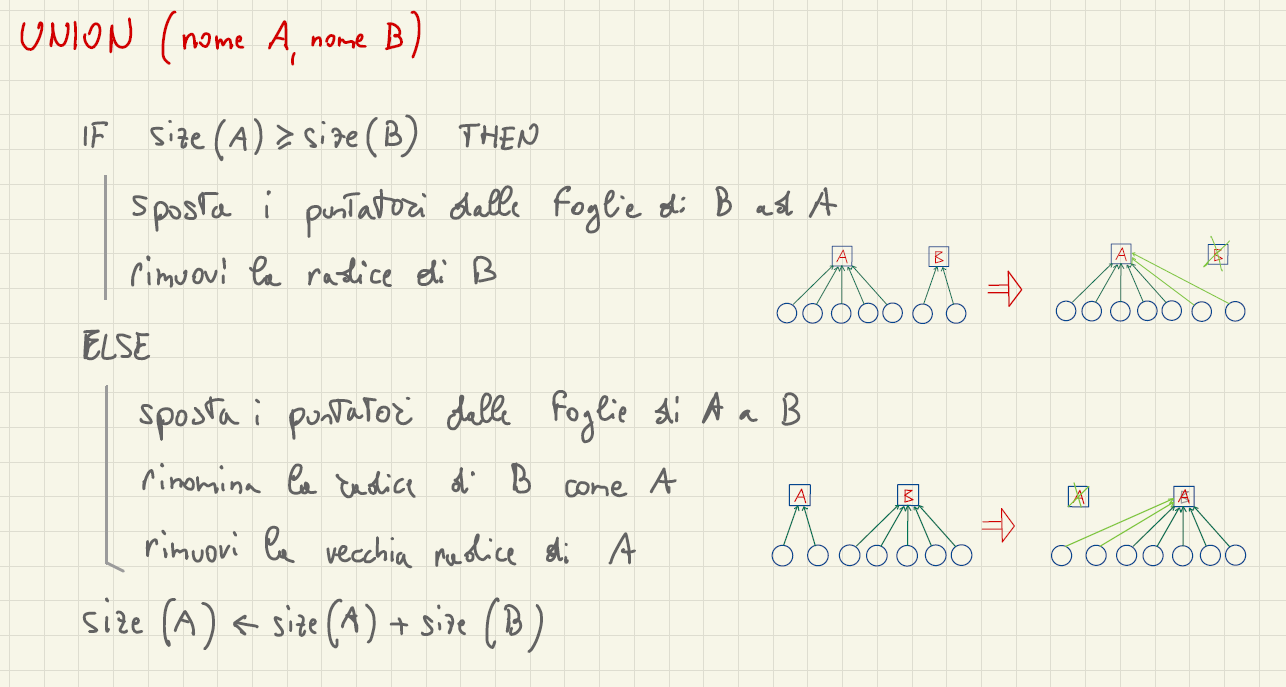 UNION (nome A, nome B)
IF size(A) ≥ size(B) THEN
sposta i puntatori dalle foglie di B ad A
rimuovi la radice di B
A B A B
ELSE
sposta i puntatori dalle foglie di A a B
rinomina la radice di B come A
A B A A
rimuovi la vecchia radice di A
size (A) ← size(A) + size (B)